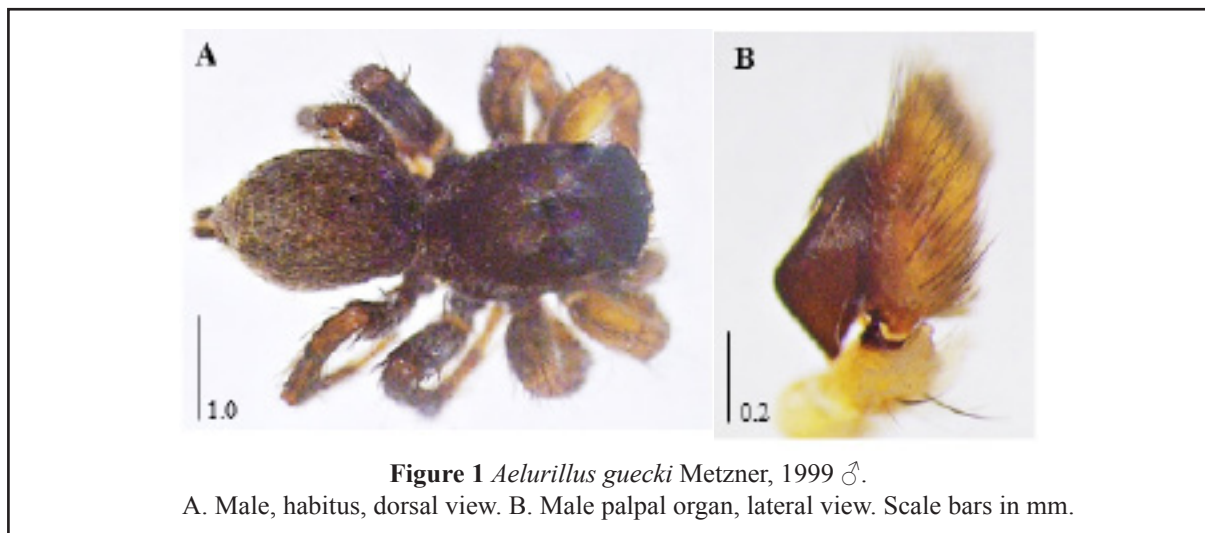 A
B
1.0
0.2
Figure 1 Aelurillus guecki Metzner, 1999 ♂.
A. Male, habitus, dorsal view. B. Male palpal organ, lateral view. Scale bars in mm.